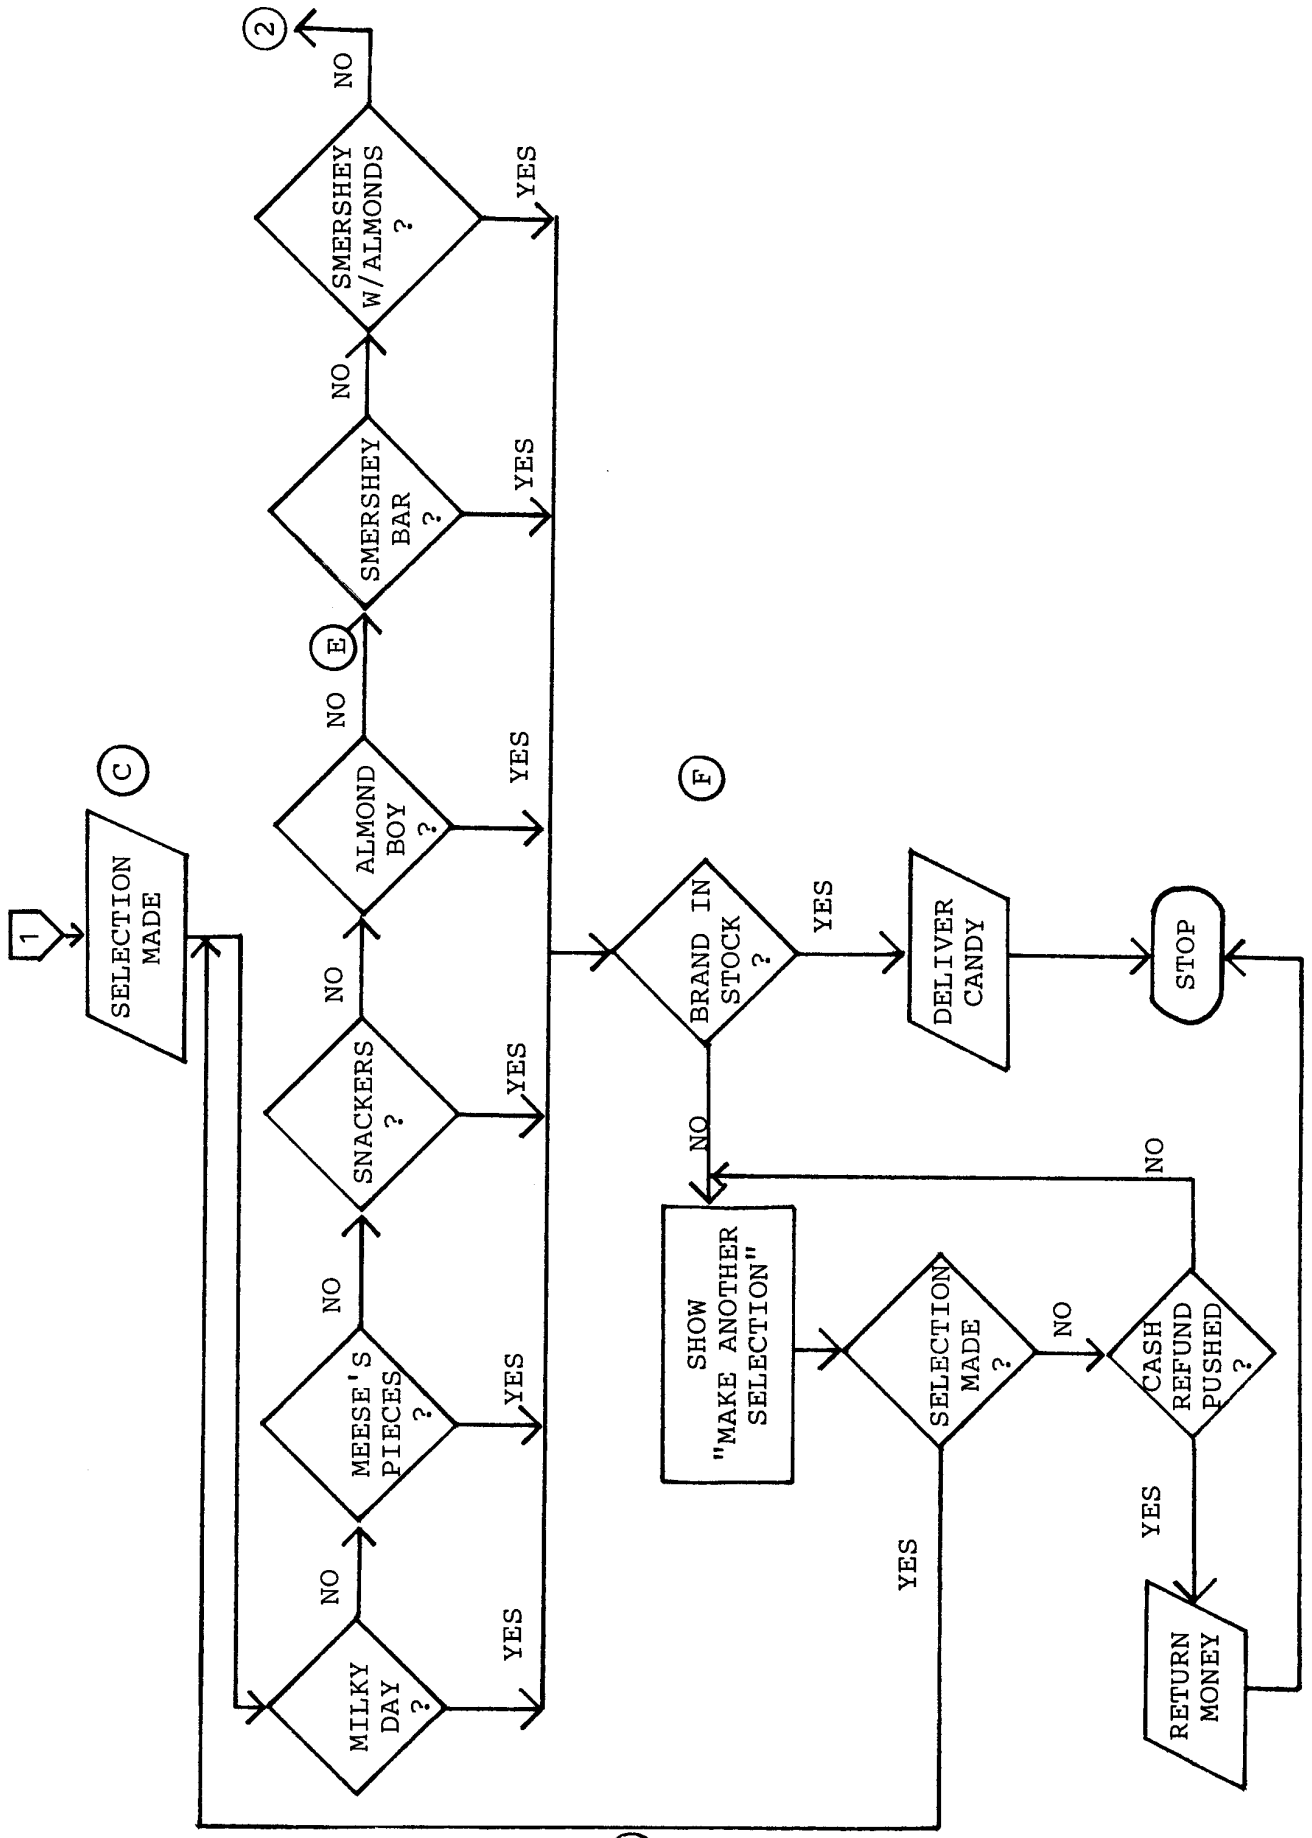 1
SELECTION
MADE
C
MILKY
DAY
?
NO
YES
MEESE'S
PIECES
?
NO
YES
SNACKERS
?
NO
YES
ALMOND
BOY
?
NO
YES
E
SMERSHEY
BAR
?
NO
YES
SMERSHEY
W/ALMONDS
?
NO
YES
2
F
BRAND IN
STOCK
?
NO
YES
SHOW
"MAKE ANOTHER
SELECTION"
DELIVER
CANDY
SELECTION
MADE
?
YES
NO
CASH
REFUND
PUSHED
?
NO
YES
RETURN
MONEY
STOP